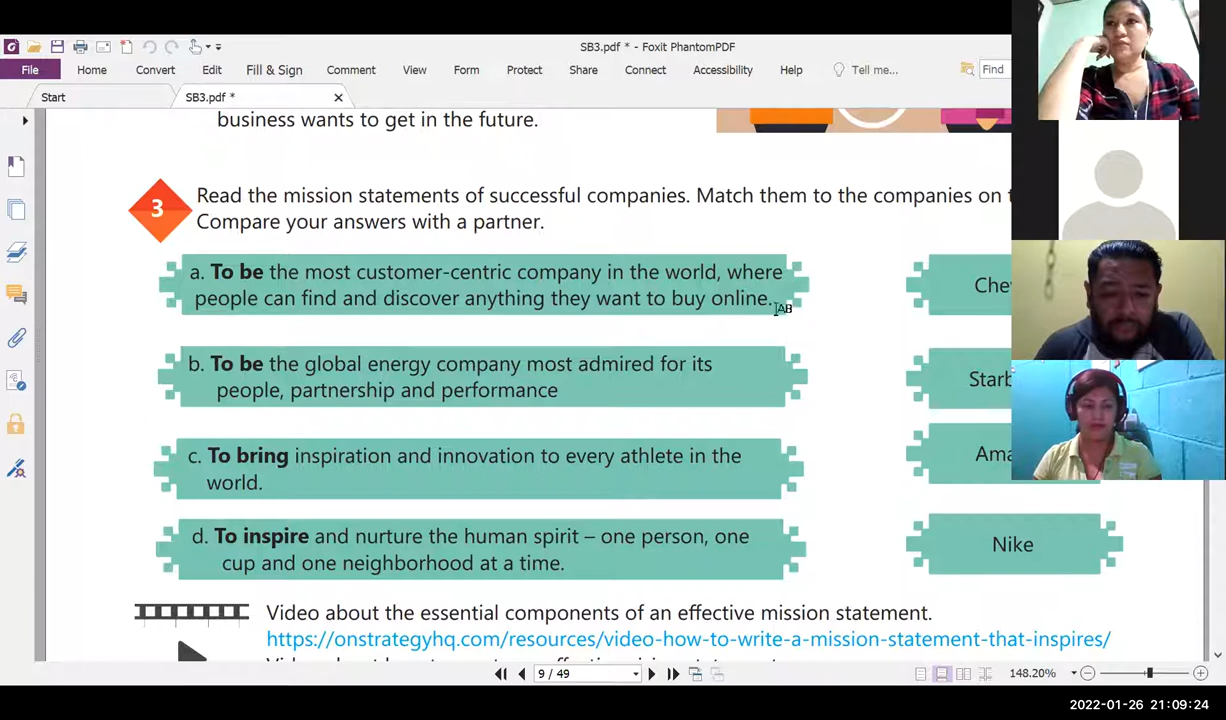 SB3.pdf * - Foxit PhantomPDF
File Home Convert Edit Fill & Sign Comment View Form Protect Share Connect Accessibility Help Tell me... Find
Start SB3.pdf *
business wants to get in the future.
3
Read the mission statements of successful companies. Match them to the companies on t
Compare your answers with a partner.
a. To be the most customer-centric company in the world, where
people can find and discover anything they want to buy online.
Che
b. To be the global energy company most admired for its
people, partnership and performance
Starb
c. To bring inspiration and innovation to every athlete in the
world.
Ama
d. To inspire and nurture the human spirit – one person, one
cup and one neighborhood at a time.
Nike
Video about the essential components of an effective mission statement.
https://onstrategyhq.com/resources/video-how-to-write-a-mission-statement-that-inspires/
9 / 49
148.20%
2022-01-26 21:09:24